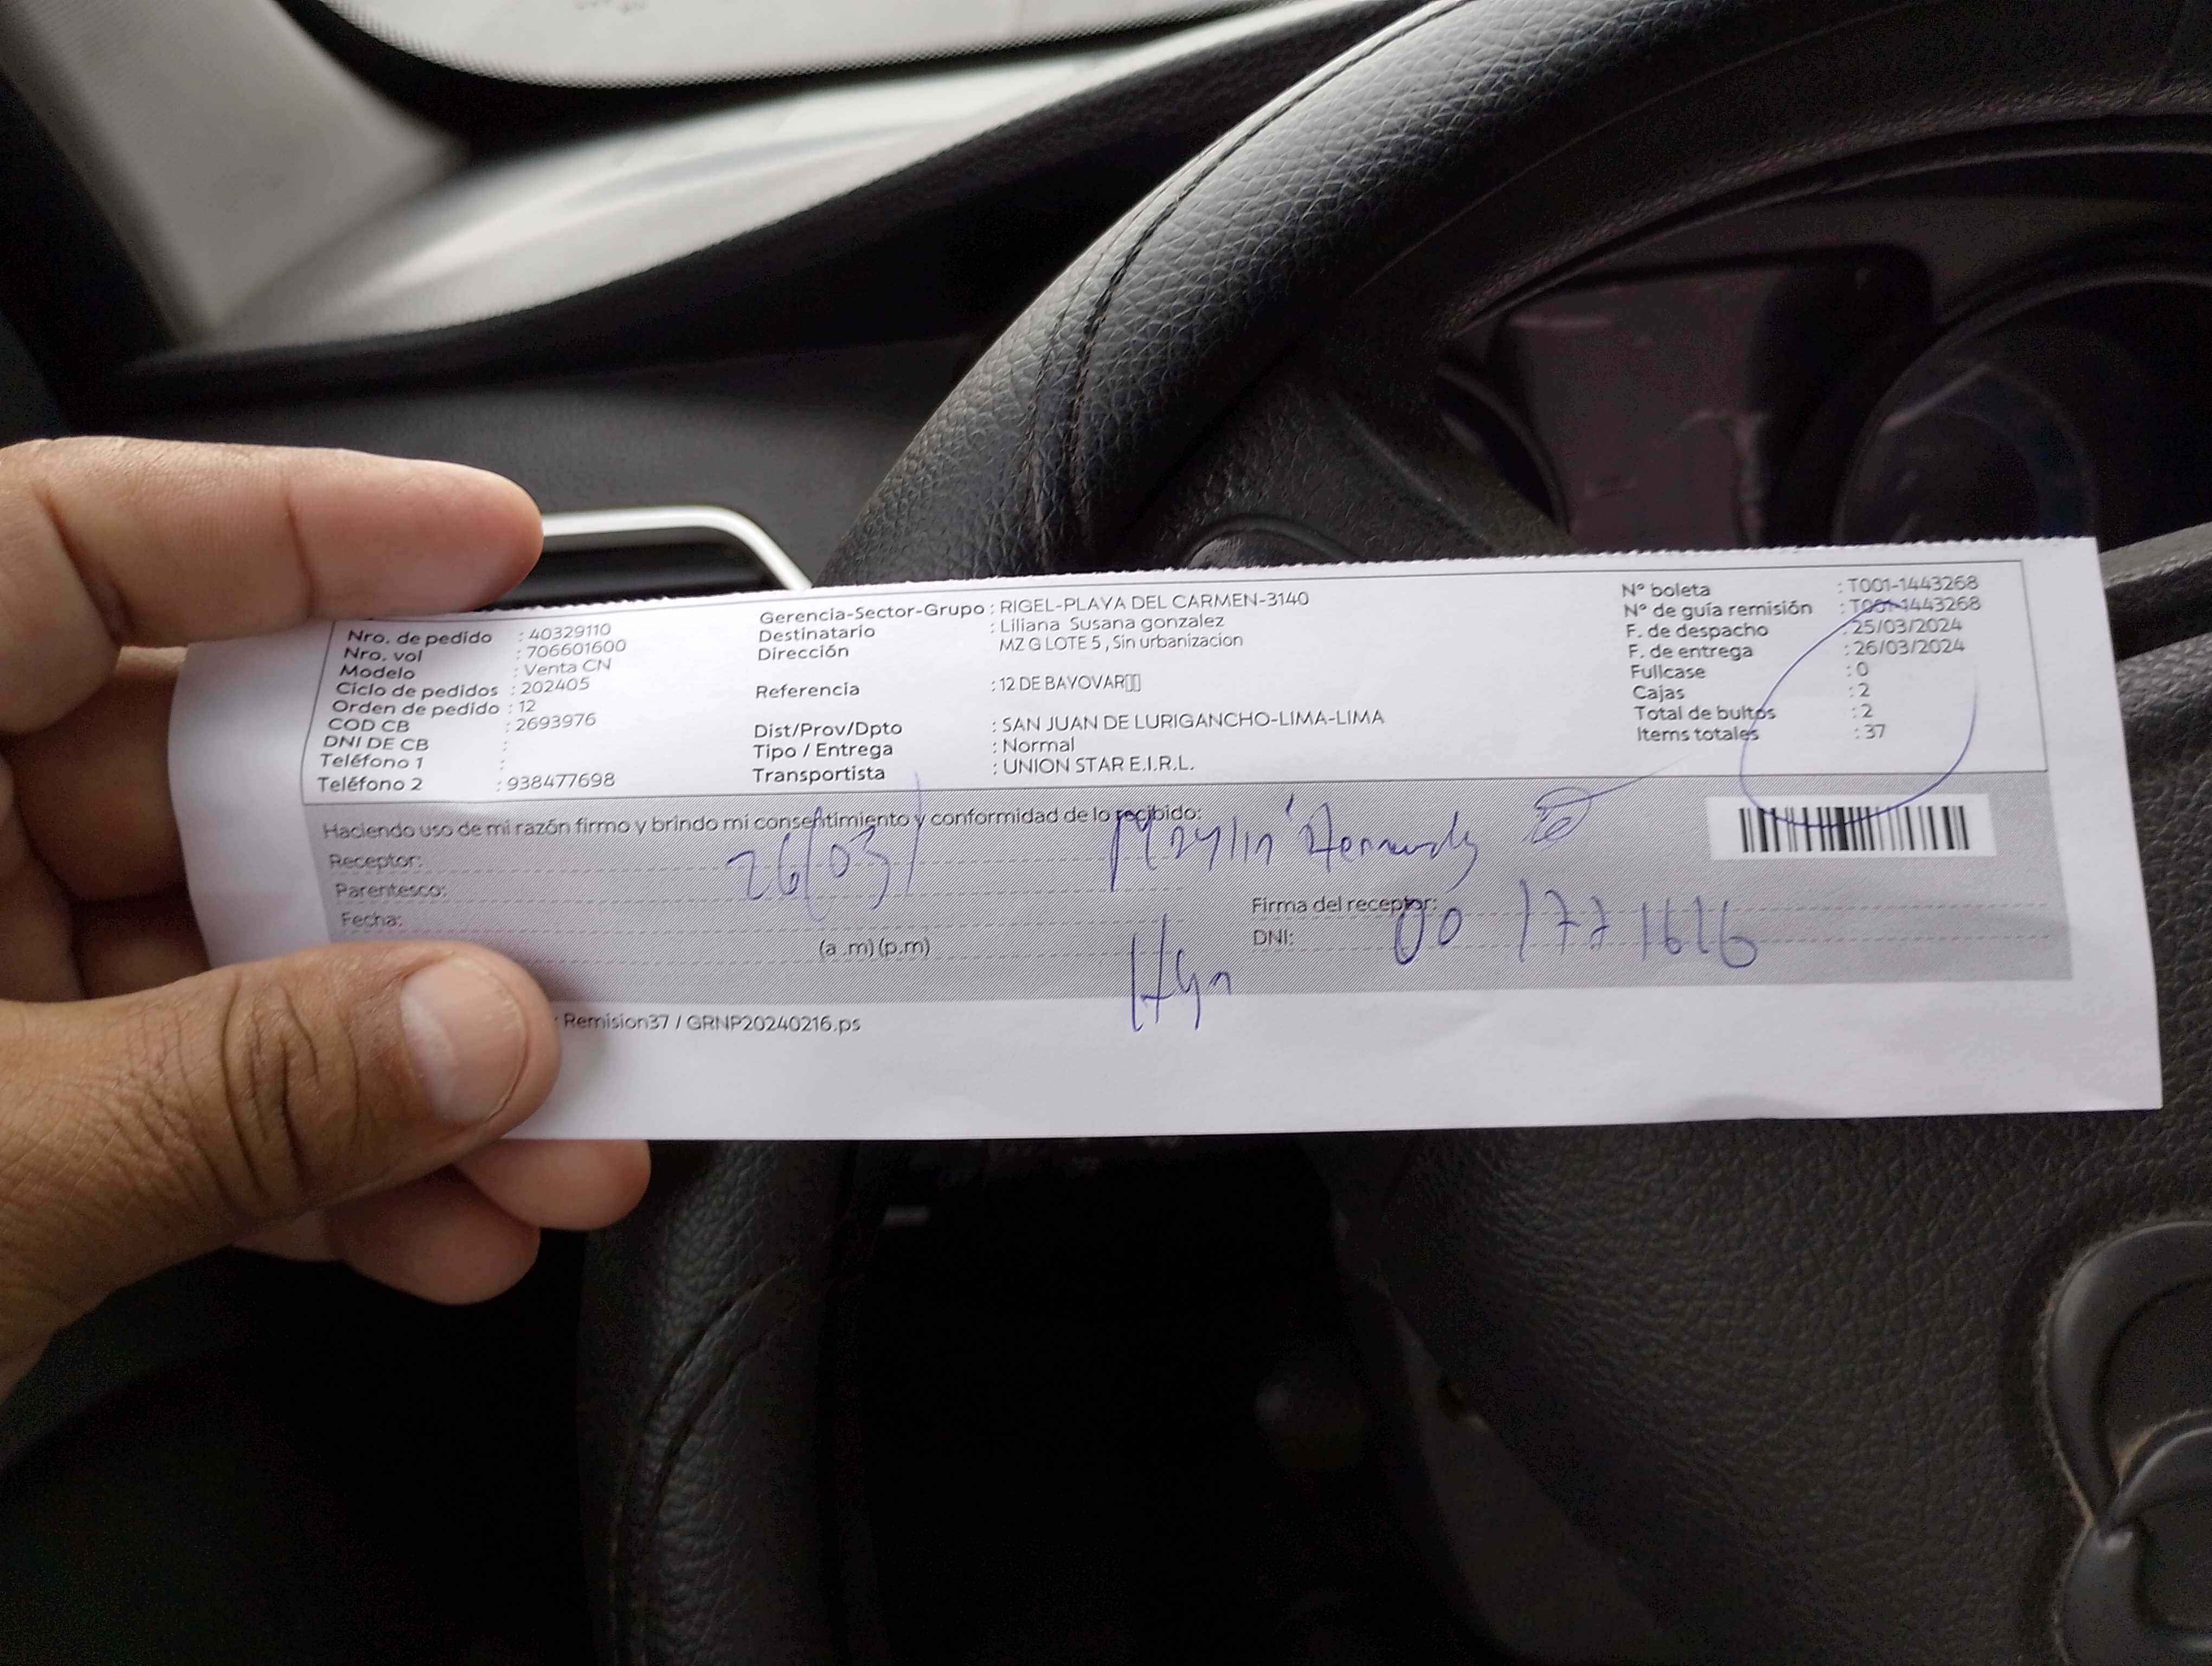 Nro. de pedido : 40329110
Nro. vol : 706601600
Modelo : Venta CN
Ciclo de pedidos : 202405
Orden de pedido : 12
COD CB : 2693976
DNI DE CB :
Teléfono 1 :
Teléfono 2 : 938477698
Gerencia-Sector-Grupo : RIGEL-PLAYA DEL CARMEN-3140
Destinatario : Liliana Susana gonzalez
Dirección MZ G LOTE 5 , Sin urbanizacion
Referencia : 12 DE BAYOVAR▯▯
Dist/Prov/Dpto : SAN JUAN DE LURIGANCHO-LIMA-LIMA
Tipo / Entrega : Normal
Transportista : UNION STAR E.I.R.L.
Nº boleta : T001-1443268
Nº de guía remisión : T001-1443268
F. de despacho : 25/03/2024
F. de entrega : 26/03/2024
Fullcase : 0
Cajas : 2
Total de bultos : 2
Items totales : 37
Haciendo uso de mi razón firmo y brindo mi consentimiento y conformidad de lo recibido:
Receptor:
Parentesco: 26/03/
Fecha:
(a .m) (p.m)
Firma del receptor:
DNI: 00 1771616
: Remision37 / GRNP20240216.ps